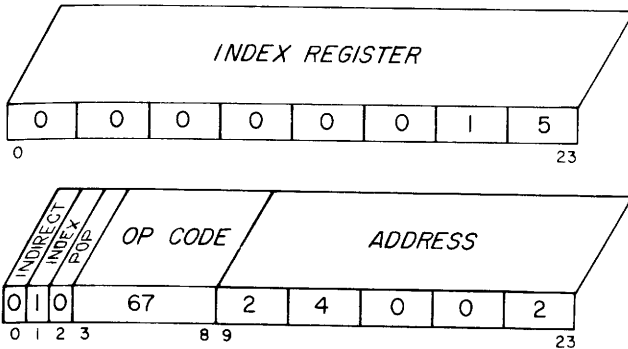 INDEX REGISTER
0 0 0 0 0 0 1 5
0 23
INDIRECT INDEX POP OP CODE ADDRESS
0 1 0 67 2 4 0 0 2
0 1 2 3 8 9 23